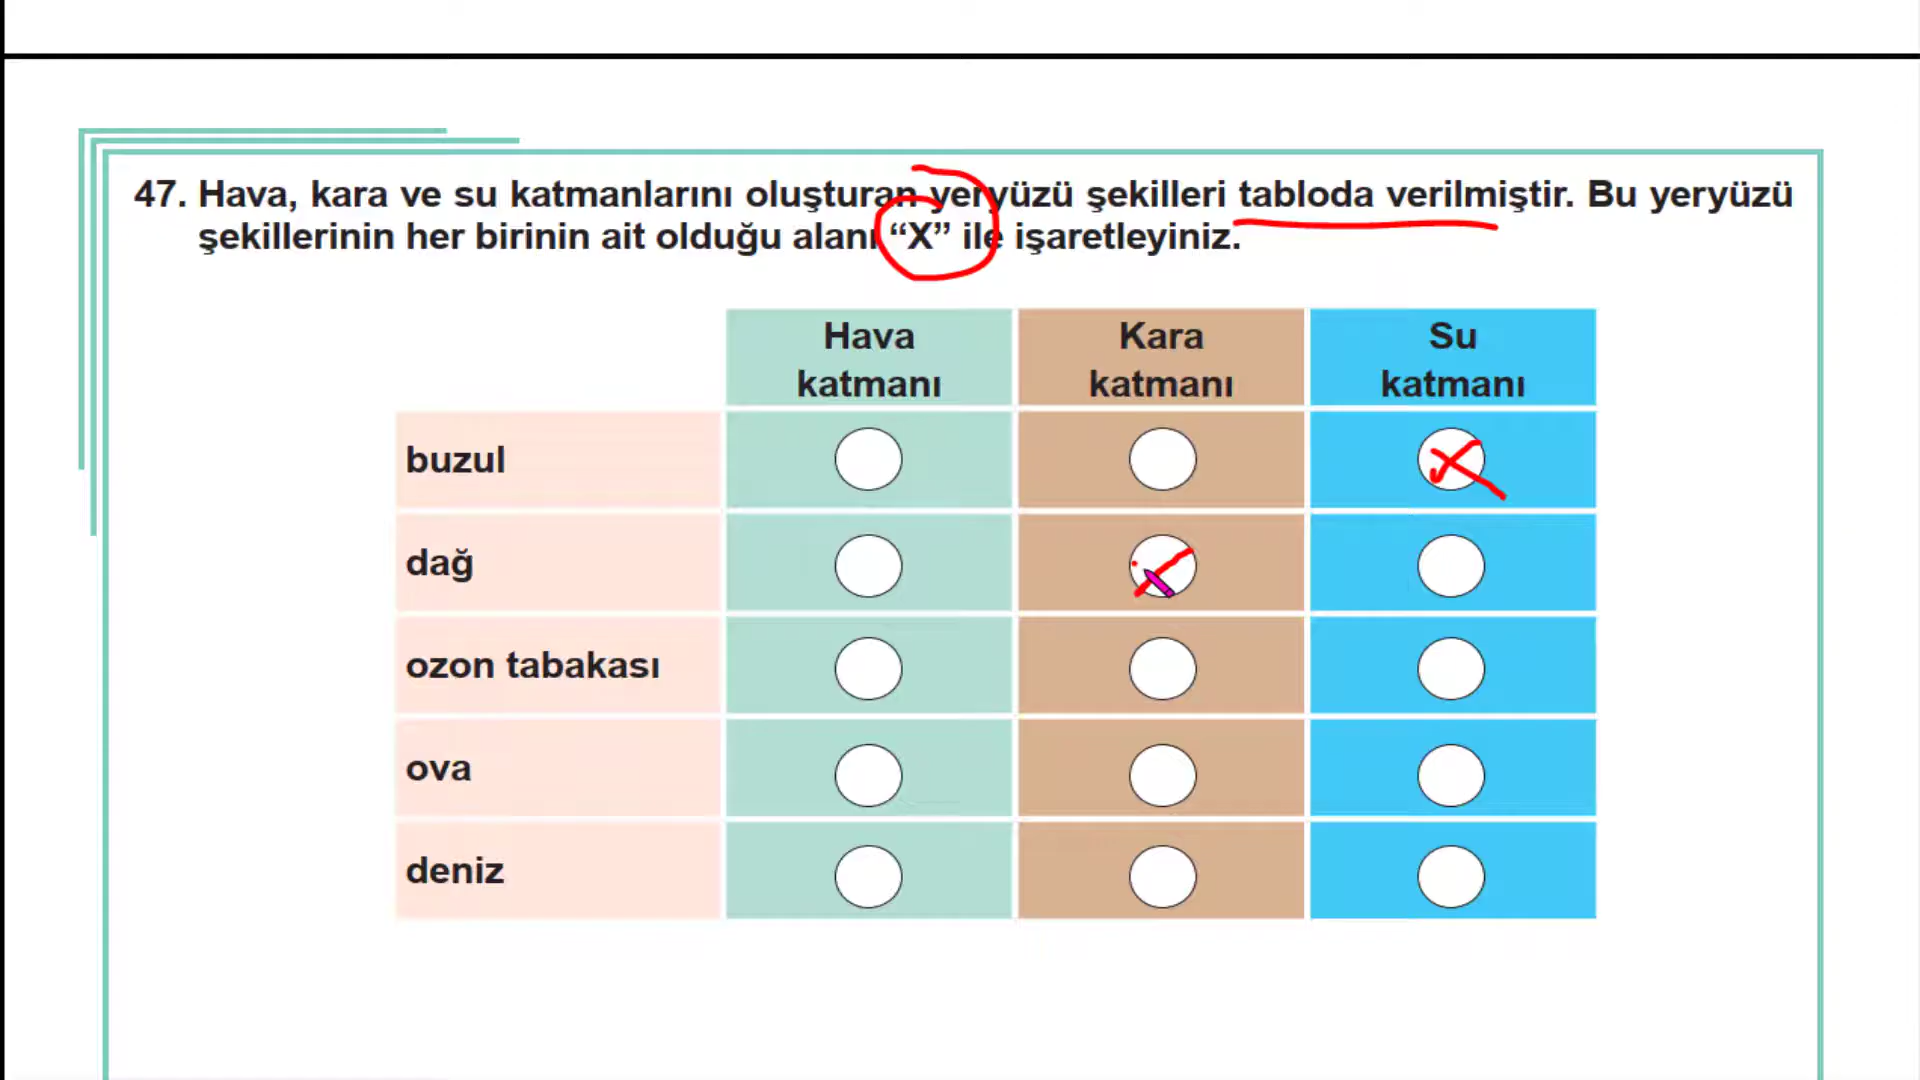 47. Hava, kara ve su katmanlarını oluşturan yeryüzü şekilleri tabloda verilmiştir. Bu yeryüzü
şekillerinin her birinin ait olduğu alanı “X” ile işaretleyiniz.
Hava katmanı
Kara katmanı
Su katmanı
buzul
dağ
ozon tabakası
ova
deniz